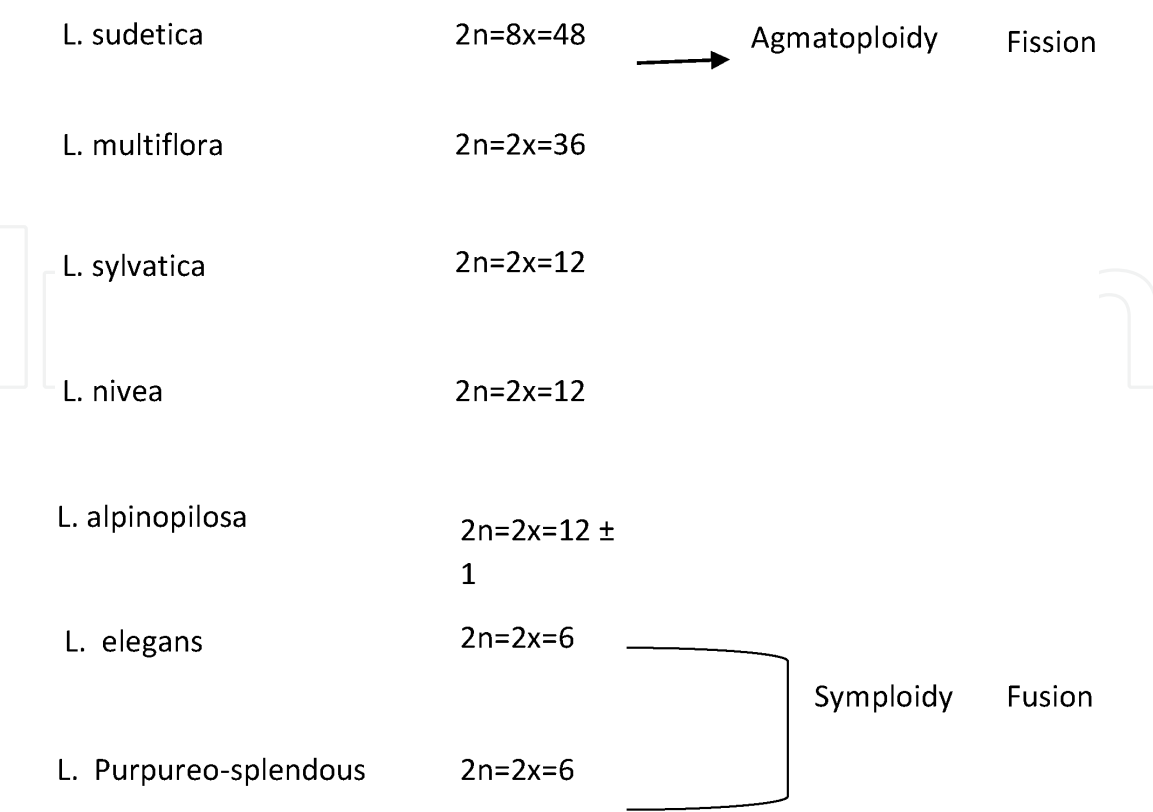 L. sudetica 2n=8x=48 Agmatoploidy Fission
L. multiflora 2n=2x=36
L. sylvatica 2n=2x=12
L. nivea 2n=2x=12
L. alpinopilosa 2n=2x=12 ±
1
L. elegans 2n=2x=6
Symploidy Fusion
L. Purpureo-splendous 2n=2x=6